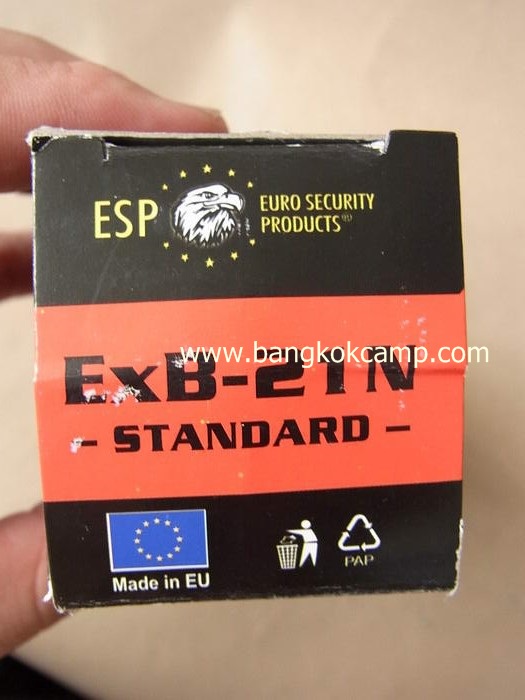 ESP
EURO SECURITY
PRODUCTS®
www.bangkokcamp.com
ExB-21N
- STANDARD -
Made in EU
PAP